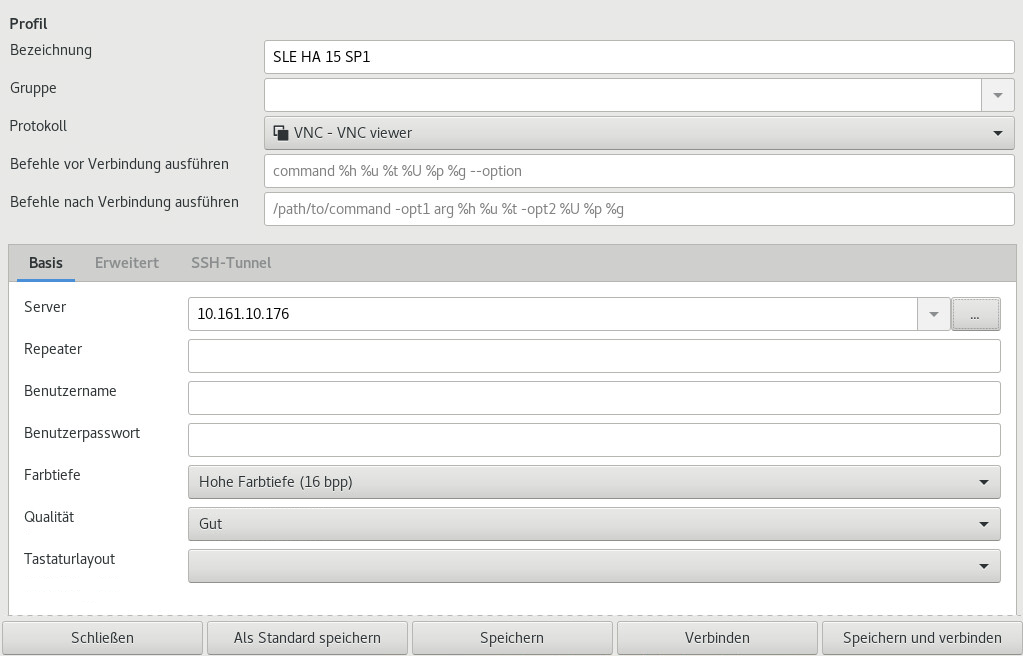 Profil
Bezeichnung
SLE HA 15 SP1
Gruppe
Protokoll
VNC - VNC viewer
Befehle vor Verbindung ausführen
command %h %u %t %U %p %g --option
Befehle nach Verbindung ausführen
/path/to/command -opt1 arg %h %u %t -opt2 %U %p %g
Basis Erweitert SSH-Tunnel
Server
10.161.10.176
...
Repeater
Benutzername
Benutzerpasswort
Farbtiefe
Hohe Farbtiefe (16 bpp)
Qualität
Gut
Tastaturlayout
Schließen Als Standard speichern Speichern Verbinden Speichern und verbinden